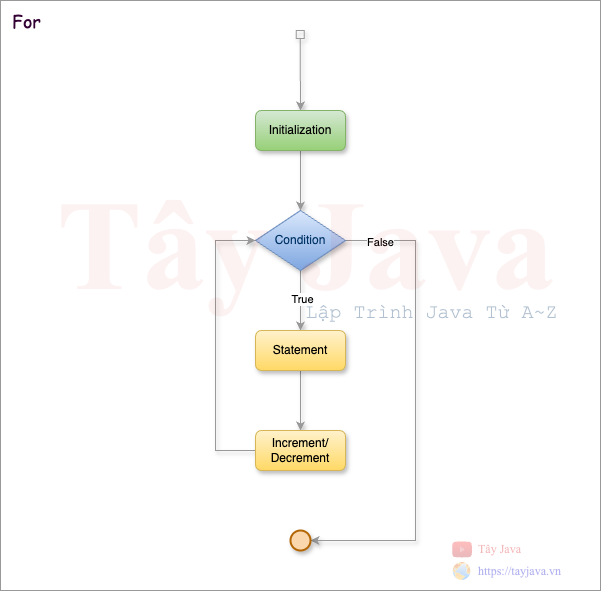 For
Initialization
Tây Java
Condition
False
True
Lập Trình Java Từ A~Z
Statement
Increment/
Decrement
Tây Java
https://tayjava.vn